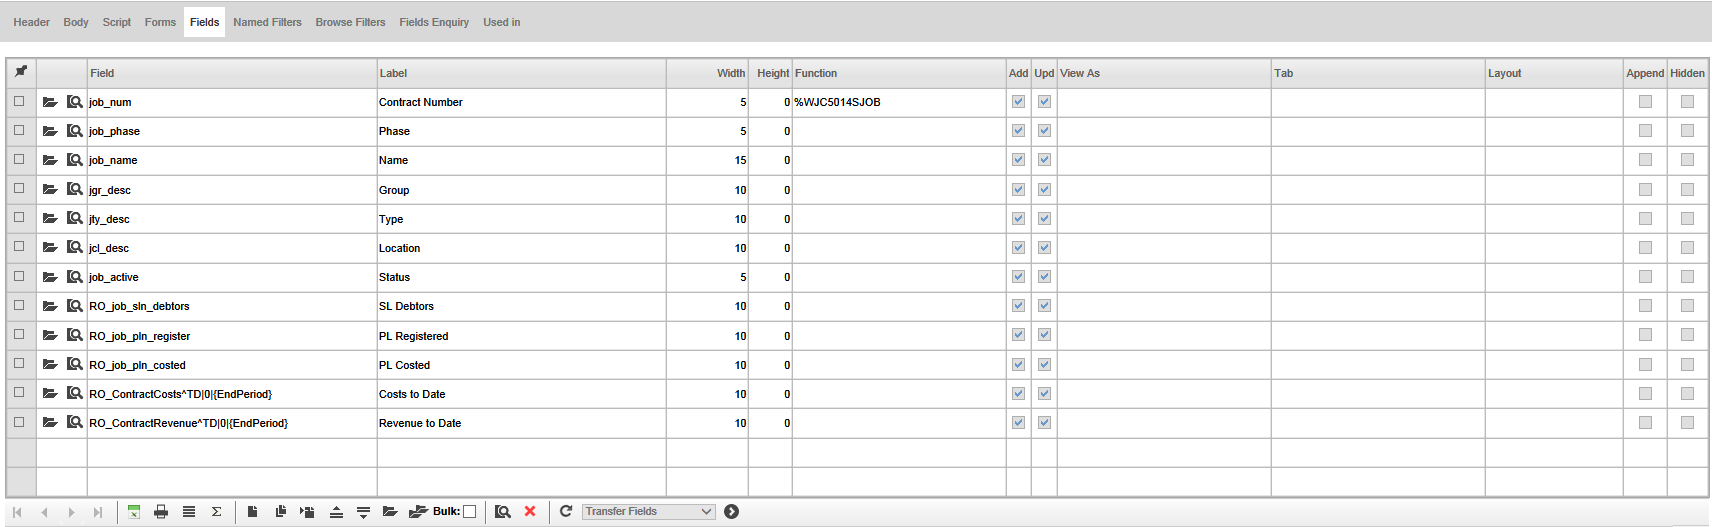 Header Body Script Forms Fields Named Filters Browse Filters Fields Enquiry Used in
Field Label Width Height Function Add Upd View As Tab Layout Append Hidden
job_num Contract Number 5 0 %WJC5014SJOB
job_phase Phase 5 0
job_name Name 15 0
jgr_desc Group 10 0
jty_desc Type 10 0
jcl_desc Location 10 0
job_active Status 5 0
RO_job_sln_debtors SL Debtors 10 0
RO_job_pln_register PL Registered 10 0
RO_job_pln_costed PL Costed 10 0
RO_ContractCosts^TD|0|{EndPeriod} Costs to Date 10 0
RO_ContractRevenue^TD|0|{EndPeriod} Revenue to Date 10 0
Bulk: Transfer Fields